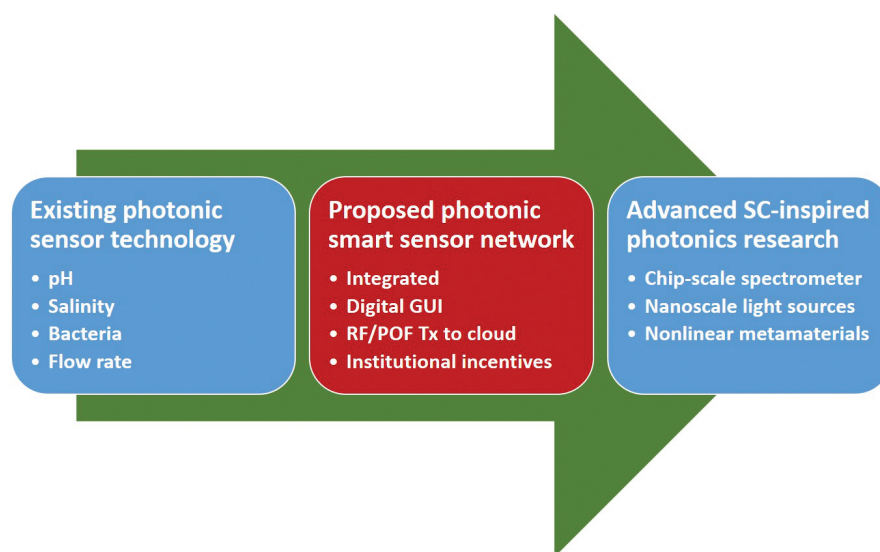 Existing photonic
sensor technology
• pH
• Salinity
• Bacteria
• Flow rate
Proposed photonic
smart sensor network
• Integrated
• Digital GUI
• RF/POF Tx to cloud
• Institutional incentives
Advanced SC-inspired
photonics research
• Chip-scale spectrometer
• Nanoscale light sources
• Nonlinear metamaterials